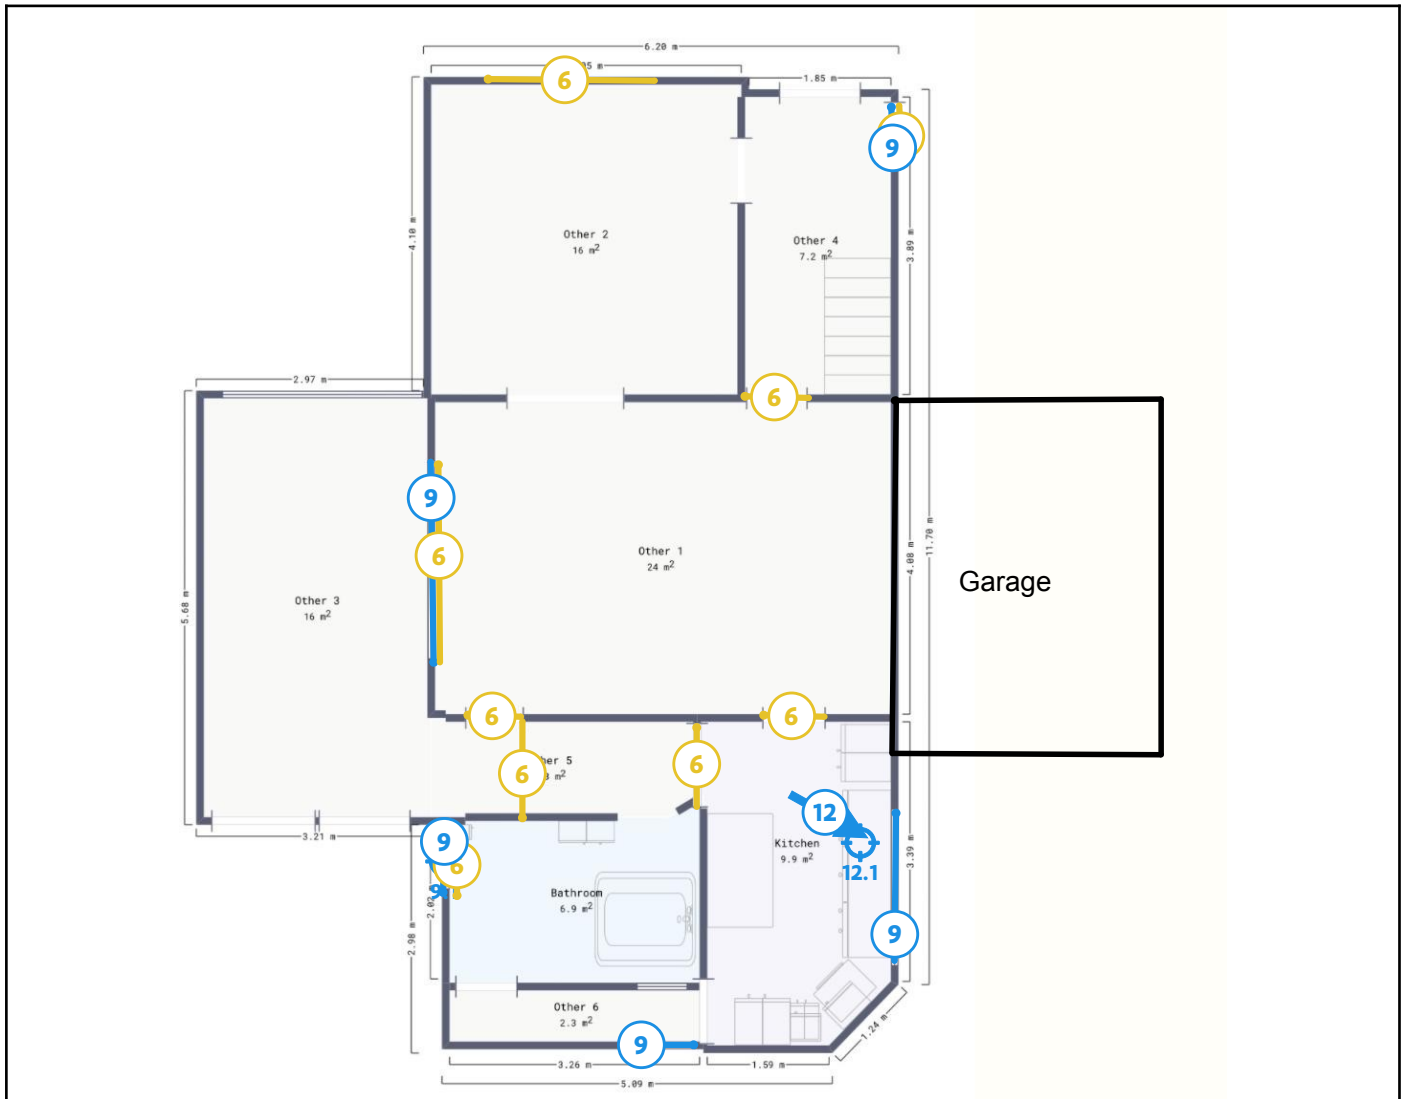 6.20 m
1.85 m
6
9
4.10 m
Other 2
16 m2
Other 4
7.2 m2
3.89 m
2.97 m
6
9
6
Other 1
24 m2
11.70 m
4.08 m
Garage
5.68 m
Other 3
16 m2
6
6
6
6
12
3.21 m
9
6
Kitchen
9.9 m2
12.1
3.39 m
9
2.02
Bathroom
6.9 m2
9
2.98 m
Other 6
2.3 m2
9
1.24 m
3.26 m
1.59 m
5.09 m